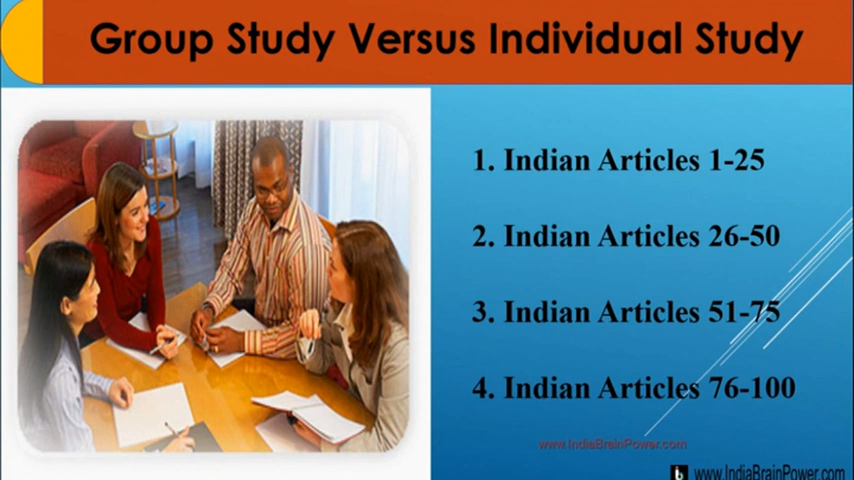 Group Study Versus Individual Study
1. Indian Articles 1-25
2. Indian Articles 26-50
3. Indian Articles 51-75
4. Indian Articles 76-100
www.IndiaBrainPower.com
www.IndiaBrainPower.com